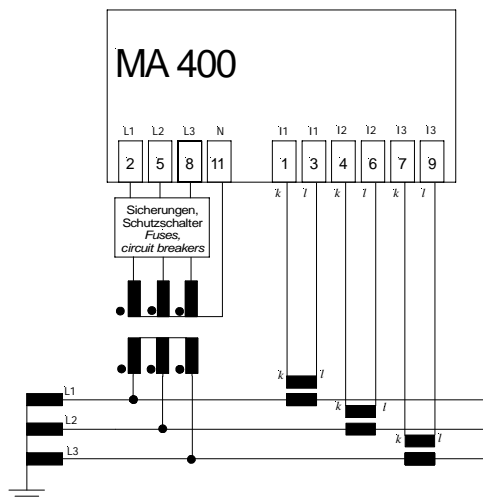 MA 400
L1 L2 L3 N I1 I1 I2 I2 I3 I3
2 5 8 11 1 3 4 6 7 9
k l k l k l
Sicherungen,
Schutzschalter
Fuses,
circuit breakers
k l
L1
k l
L2
k l
L3